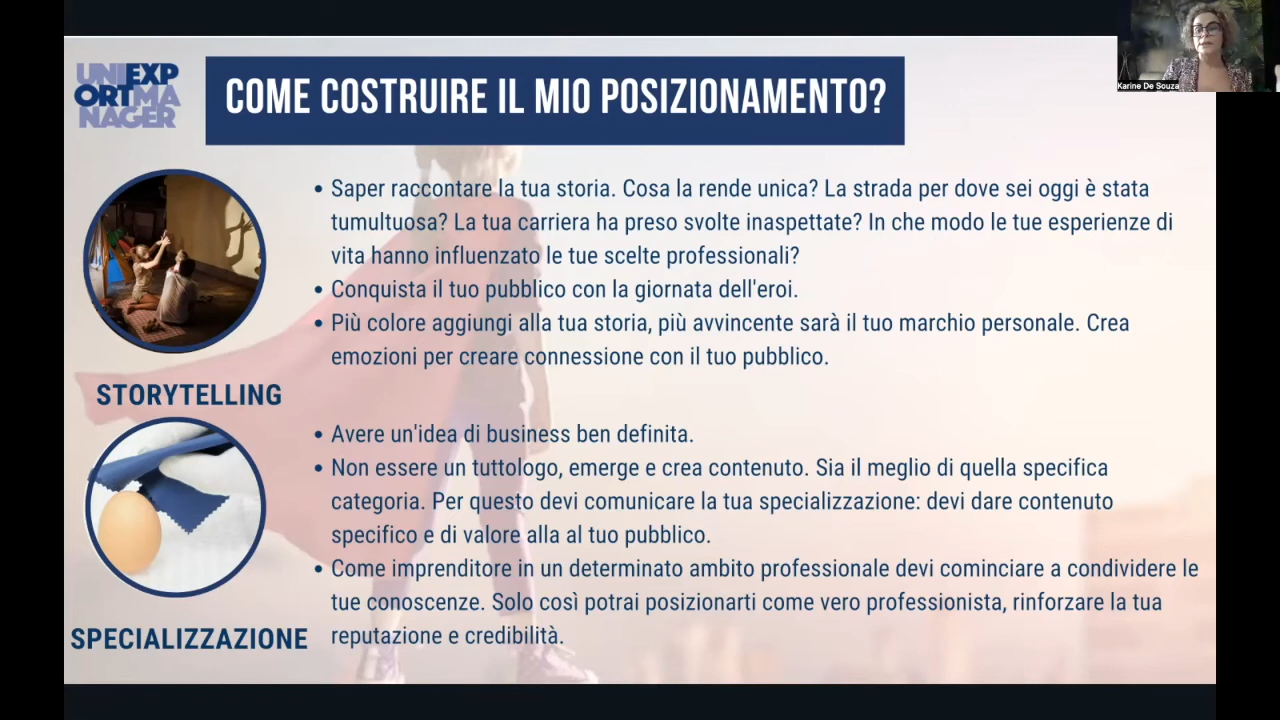 UNIEXP
ORTMA
NAGER
COME COSTRUIRE IL MIO POSIZIONAMENTO?
Karine De Souza
• Saper raccontare la tua storia. Cosa la rende unica? La strada per dove sei oggi è stata
tumultuosa? La tua carriera ha preso svolte inaspettate? In che modo le tue esperienze di
vita hanno influenzato le tue scelte professionali?
• Conquista il tuo pubblico con la giornata dell'eroi.
• Più colore aggiungi alla tua storia, più avvincente sarà il tuo marchio personale. Crea
emozioni per creare connessione con il tuo pubblico.
STORYTELLING
• Avere un'idea di business ben definita.
• Non essere un tuttologo, emerge e crea contenuto. Sia il meglio di quella specifica
categoria. Per questo devi comunicare la tua specializzazione: devi dare contenuto
specifico e di valore alla al tuo pubblico.
• Come imprenditore in un determinato ambito professionale devi cominciare a condividere le
tue conoscenze. Solo così potrai posizionarti come vero professionista, rinforzare la tua
reputazione e credibilità.
SPECIALIZZAZIONE